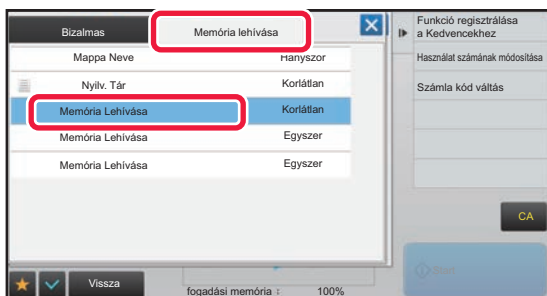 Bizalmas
Memória lehívása
Mappa Neve
Hányszor
Nyilv. Tár
Korlátlan
Memória Lehívása
Korlátlan
Memória Lehívása
Egyszer
Memória Lehívása
Egyszer
Vissza
fogadási memória :
100%
Funkció regisztrálása
a Kedvencekhez
Használat számának módosítása
Számla kód váltás
CA
Start